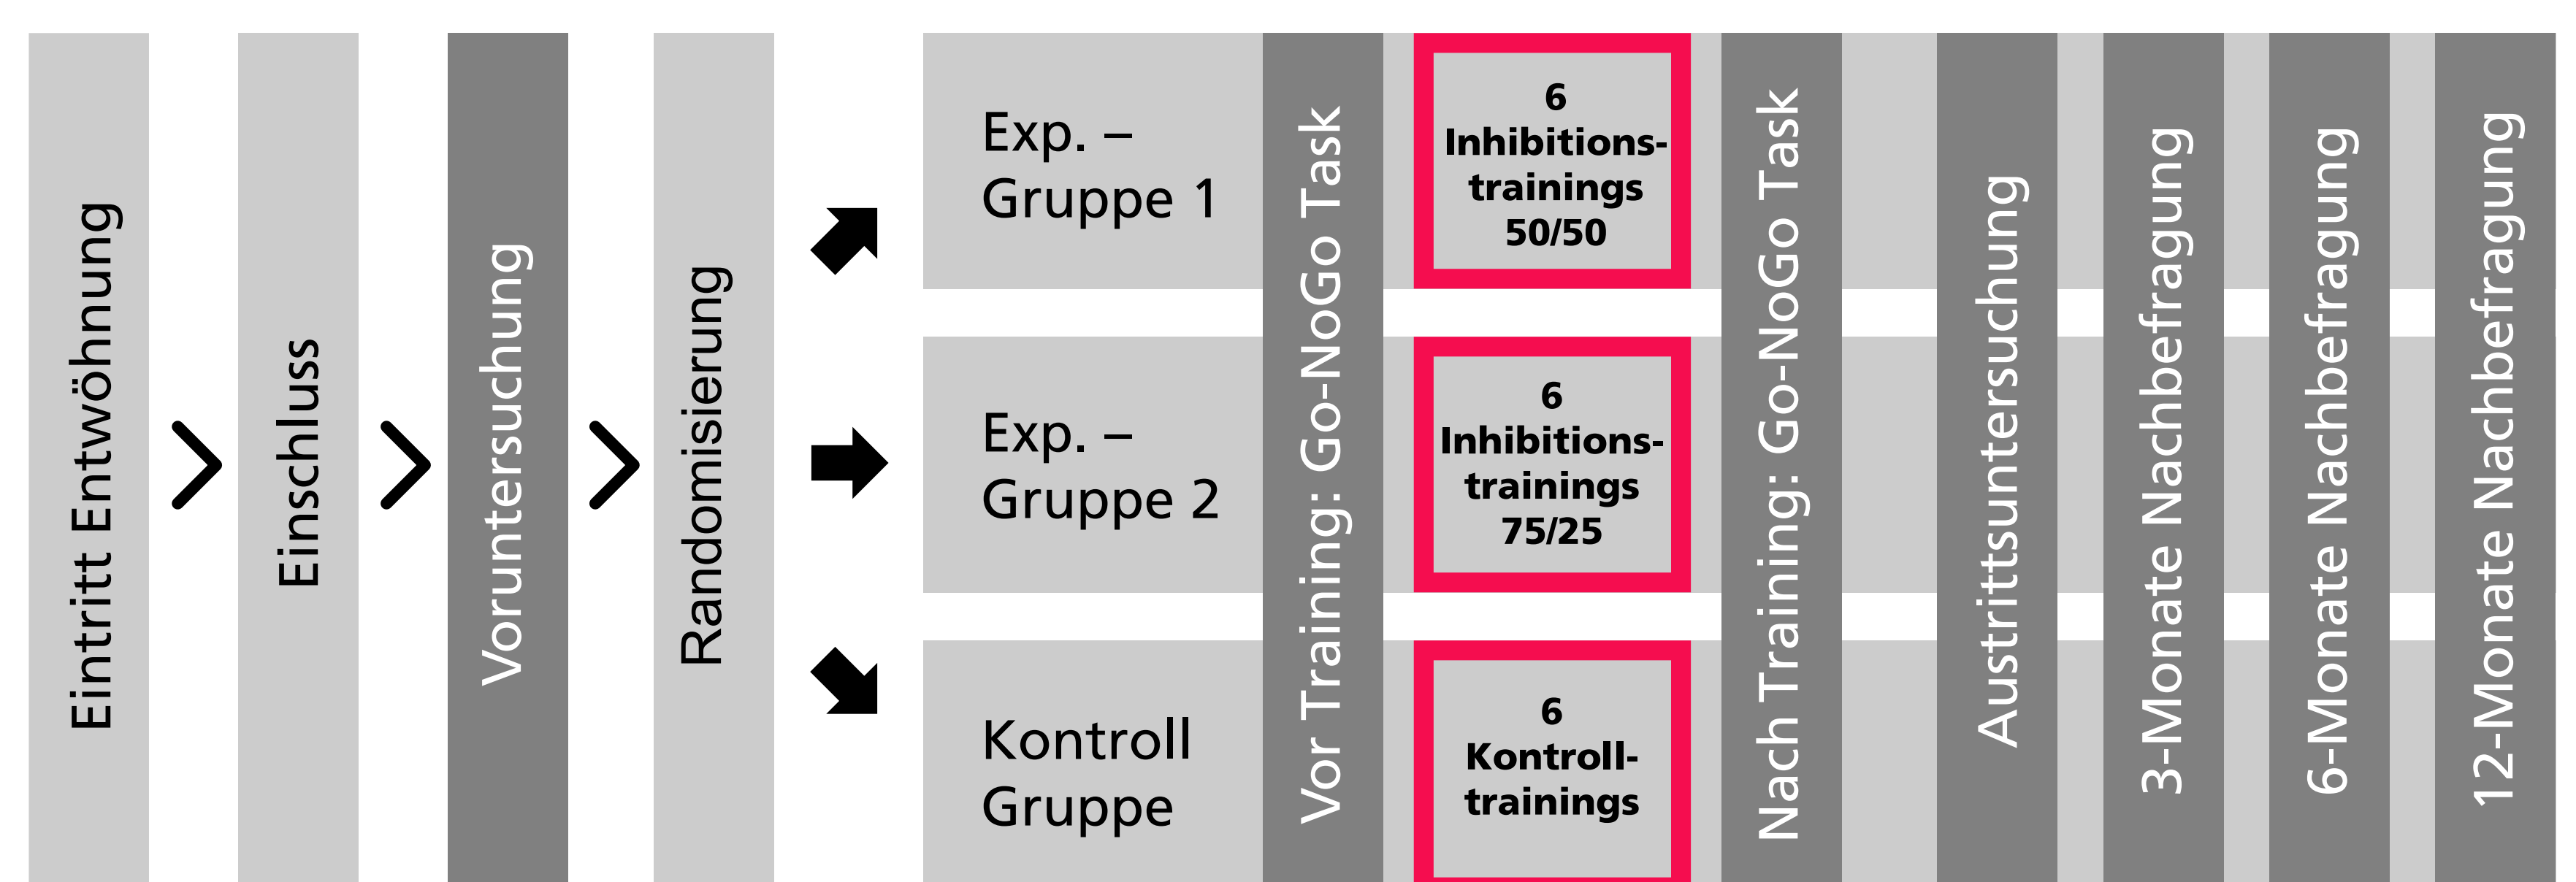 Eintritt Entwöhnung
Einschluss
Voruntersuchung
Randomisierung
Exp. –
Gruppe 1
Exp. –
Gruppe 2
Kontroll
Gruppe
Vor Training: Go-NoGo Task
6
Inhibitions-
trainings
50/50
6
Inhibitions-
trainings
75/25
6
Kontroll-
trainings
Nach Training: Go-NoGo Task
Austrittsuntersuchung
3-Monate Nachbefragung
6-Monate Nachbefragung
12-Monate Nachbefragung